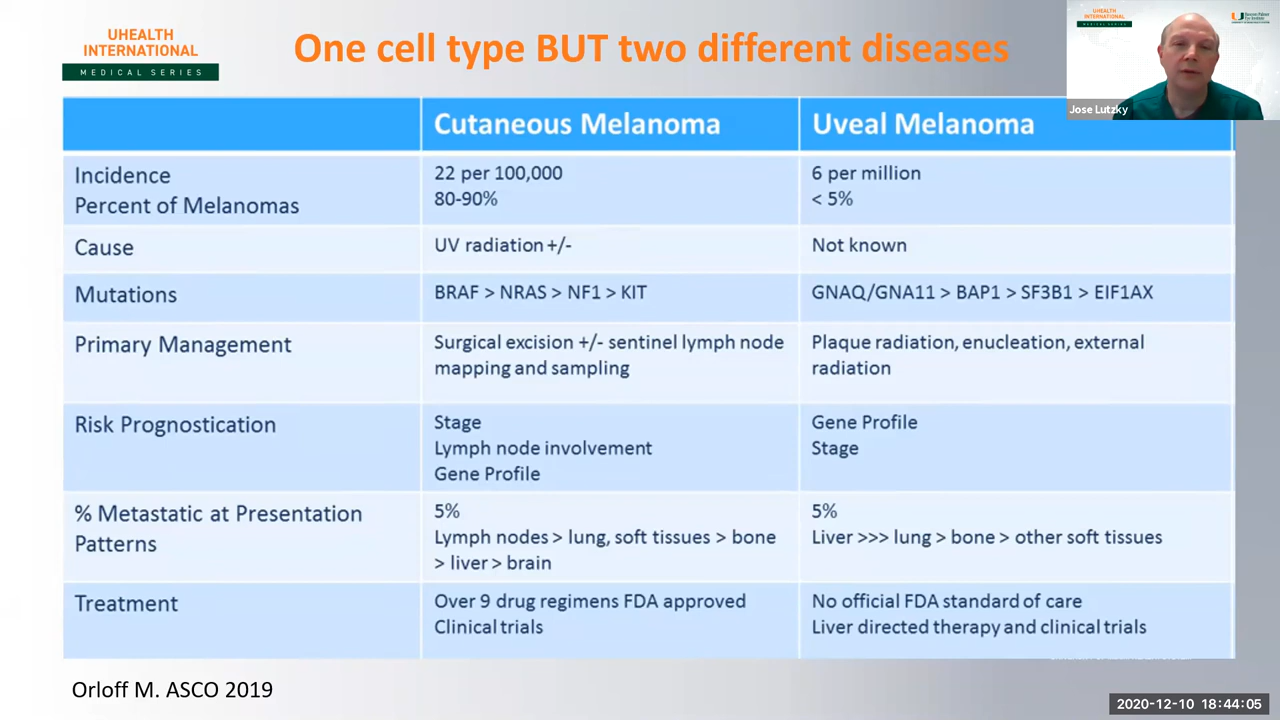 UHEALTH
INTERNATIONAL
MEDICAL SERIES
One cell type BUT two different diseases
UHEALTH
INTERNATIONAL
Jose Lutzky
Cutaneous Melanoma
Uveal Melanoma
Incidence
Percent of Melanomas
22 per 100,000
80-90%
6 per million
< 5%
Cause
UV radiation +/-
Not known
Mutations
BRAF > NRAS > NF1 > KIT
GNAQ/GNA11 > BAP1 > SF3B1 > EIF1AX
Primary Management
Surgical excision +/- sentinel lymph node
mapping and sampling
Plaque radiation, enucleation, external
radiation
Risk Prognostication
Stage
Lymph node involvement
Gene Profile
Gene Profile
Stage
% Metastatic at Presentation
Patterns
5%
Lymph nodes > lung, soft tissues > bone
> liver > brain
5%
Liver >>> lung > bone > other soft tissues
Treatment
Over 9 drug regimens FDA approved
Clinical trials
No official FDA standard of care
Liver directed therapy and clinical trials
Orloff M. ASCO 2019
2020-12-10 18:44:05